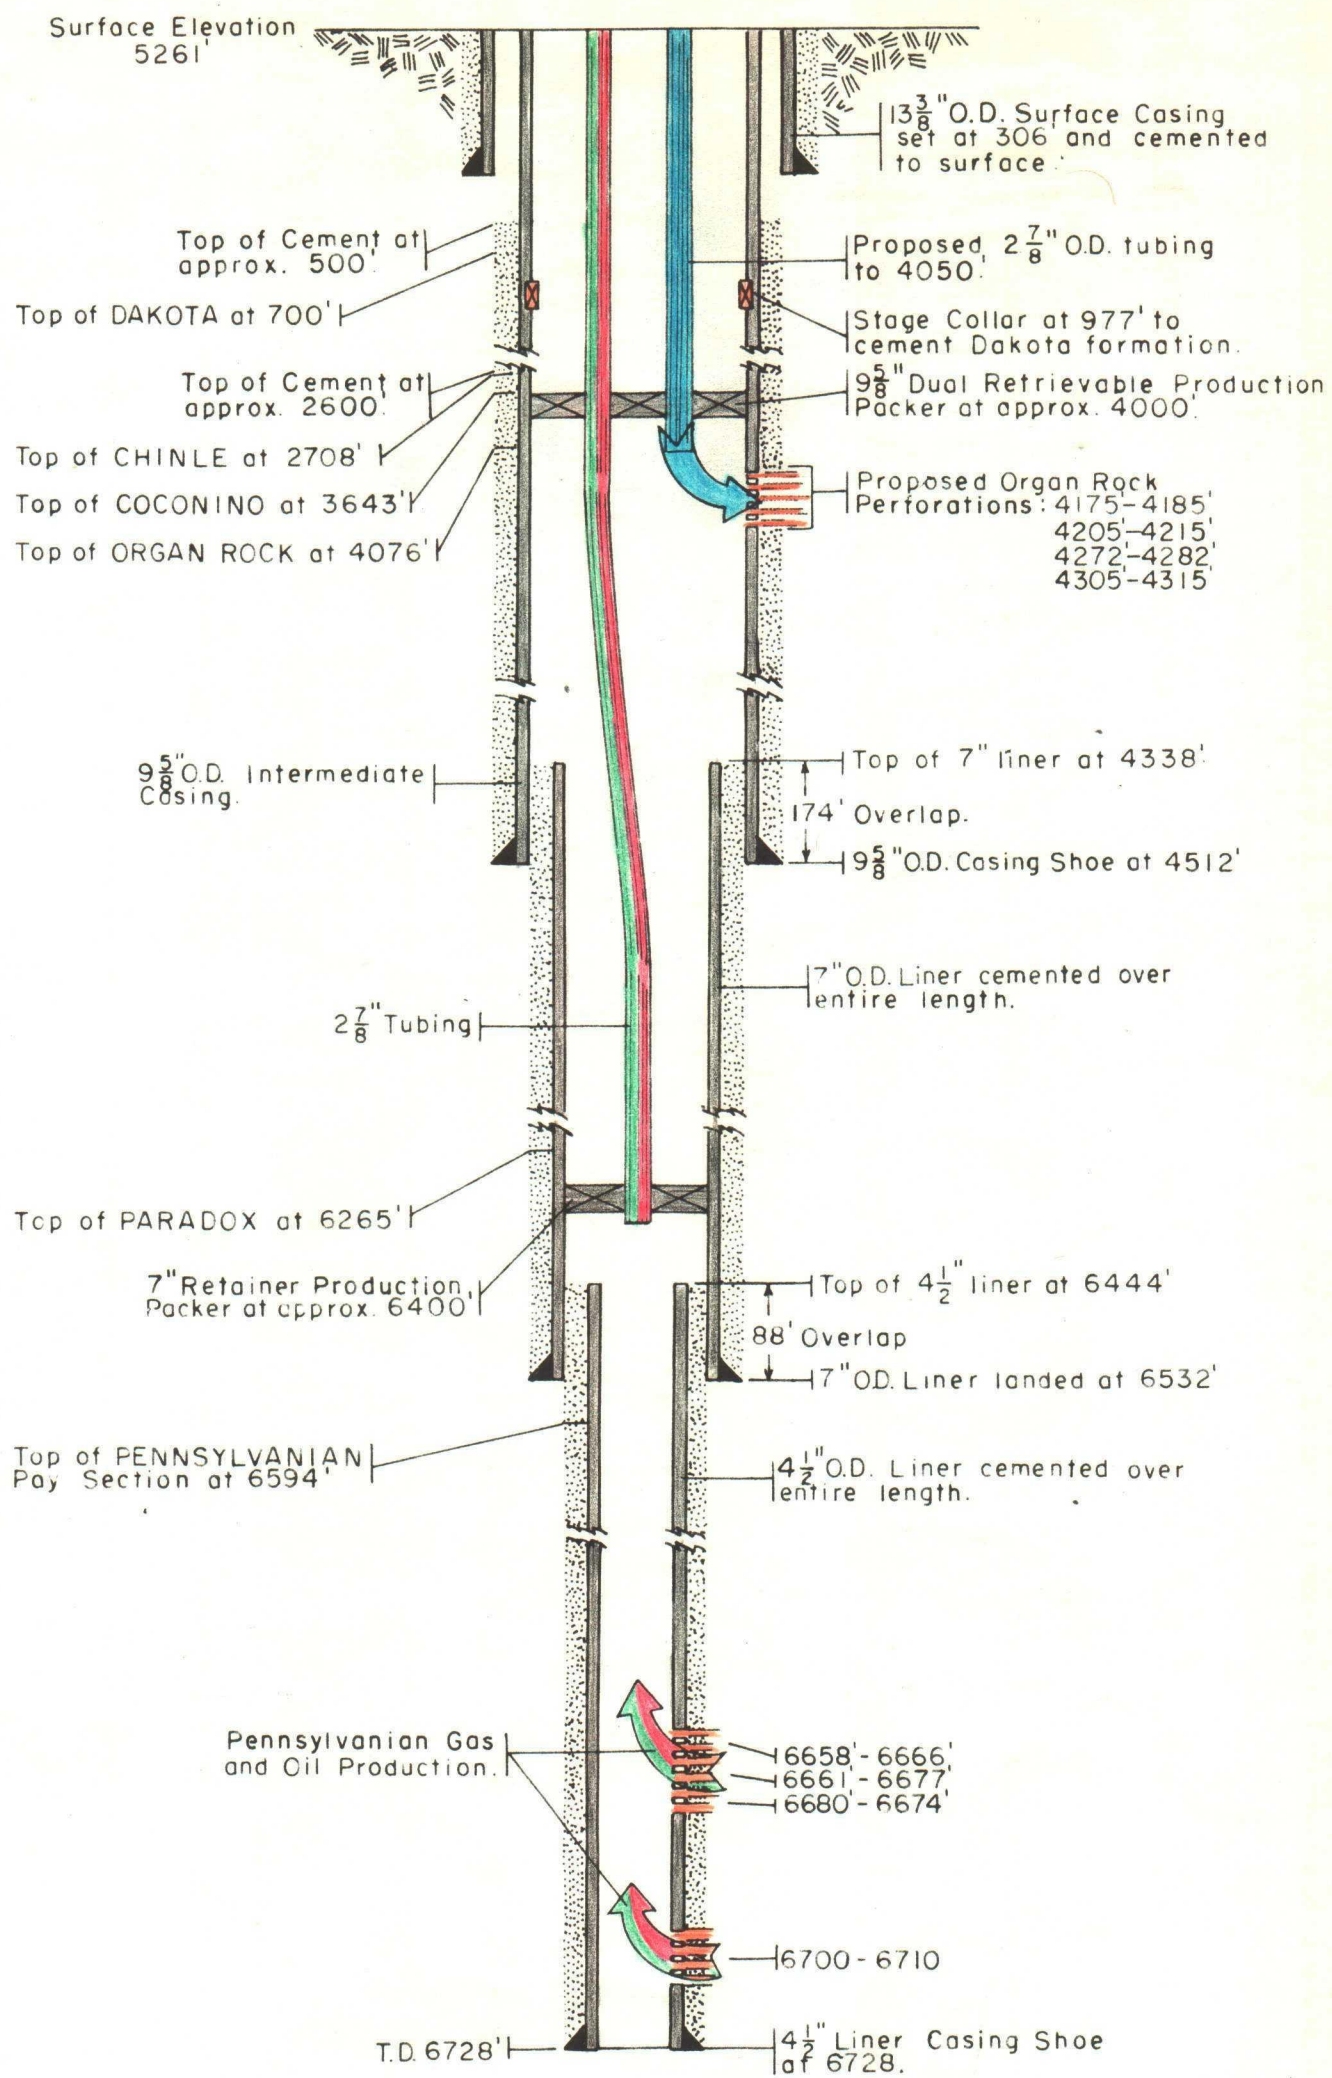 Surface Elevation
5261'
13 3/8" O.D. Surface Casing
set at 306' and cemented
to surface.
Top of Cement at
approx. 500'.
Top of DAKOTA at 700'
Proposed, 2 7/8" O.D. tubing
to 4050'.
Stage Collar at 977' to
cement Dakota formation.
Top of Cement at
approx. 2600'.
9 5/8" Dual Retrievable Production
Packer at approx. 4000'.
Top of CHINLE at 2708'
Top of COCONINO at 3643'
Top of ORGAN ROCK at 4076'
Proposed Organ Rock
Perforations: 4175'-4185'
4205'-4215'
4272'-4282'
4305'-4315'
9 5/8" O.D. Intermediate
Casing.
Top of 7" liner at 4338'.
174' Overlap.
9 5/8" O.D. Casing Shoe at 4512'
7" O.D. Liner cemented over
entire length.
2 7/8" Tubing
Top of PARADOX at 6265'
7" Retainer Production
Packer at approx. 6400'
Top of 4 1/2" liner at 6444'
88' Overlap
7" O.D. Liner landed at 6532'
Top of PENNSYLVANIAN
Pay Section at 6594'
4 1/2" O.D. Liner cemented over
entire length.
Pennsylvanian Gas
and Oil Production.
6658'-6666'
6661'-6677'
6680'-6674'
6700-6710
T.D. 6728'
4 1/2" Liner Casing Shoe
at 6728.